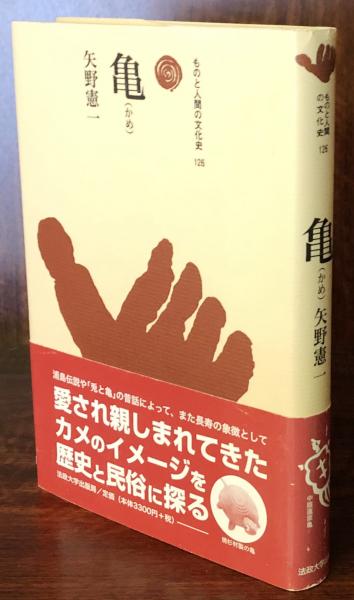 ものと人間の文化史
126
亀
(かめ)
矢野憲一
浦島伝説や「兎と亀」の昔話によって、また長寿の象徴として
愛され親しまれてきた
カメのイメージを
歴史と民俗に探る
法政大学出版局/定価(本体3300円+税)
ものと人間
の文化史
126
亀
(かめ)
矢野憲一
法政大学